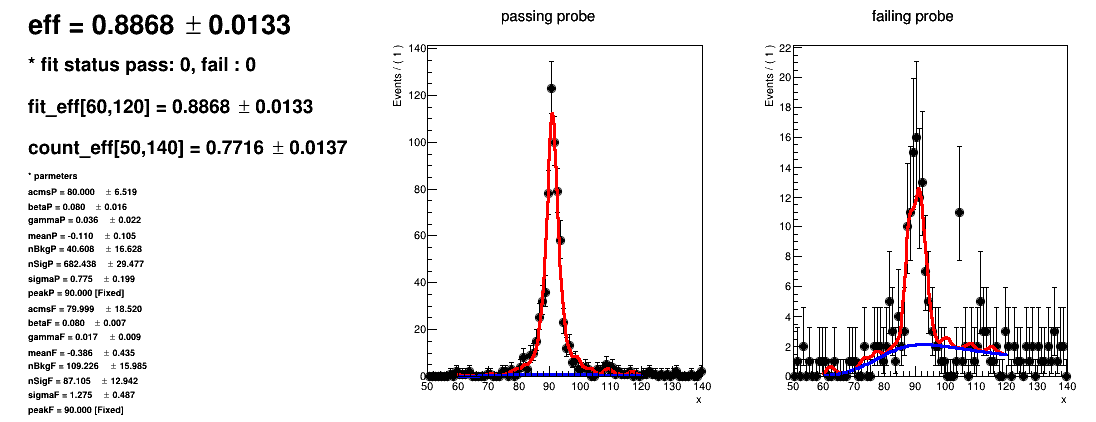 eff = 0.8868 ± 0.0133
* fit status pass: 0, fail : 0
fit_eff[60,120] = 0.8868 ± 0.0133
count_eff[50,140] = 0.7716 ± 0.0137
* parmeters
acmsP = 80.000 ± 6.519
betaP = 0.080 ± 0.016
gammaP = 0.036 ± 0.022
meanP = -0.110 ± 0.105
nBkgP = 40.608 ± 16.628
nSigP = 682.438 ± 29.477
sigmaP = 0.775 ± 0.199
peakP = 90.000 [Fixed]
acmsF = 79.999 ± 18.520
betaF = 0.080 ± 0.007
gammaF = 0.017 ± 0.009
meanF = -0.386 ± 0.435
nBkgF = 109.226 ± 15.985
nSigF = 87.105 ± 12.942
sigmaF = 1.275 ± 0.487
peakF = 90.000 [Fixed]
passing probe
Events / ( 1 )
140
120
100
80
60
40
20
0
50 60 70 80 90 100 110 120 130 140
x
failing probe
Events / ( 1 )
22
20
18
16
14
12
10
8
6
4
2
0
50 60 70 80 90 100 110 120 130 140
x